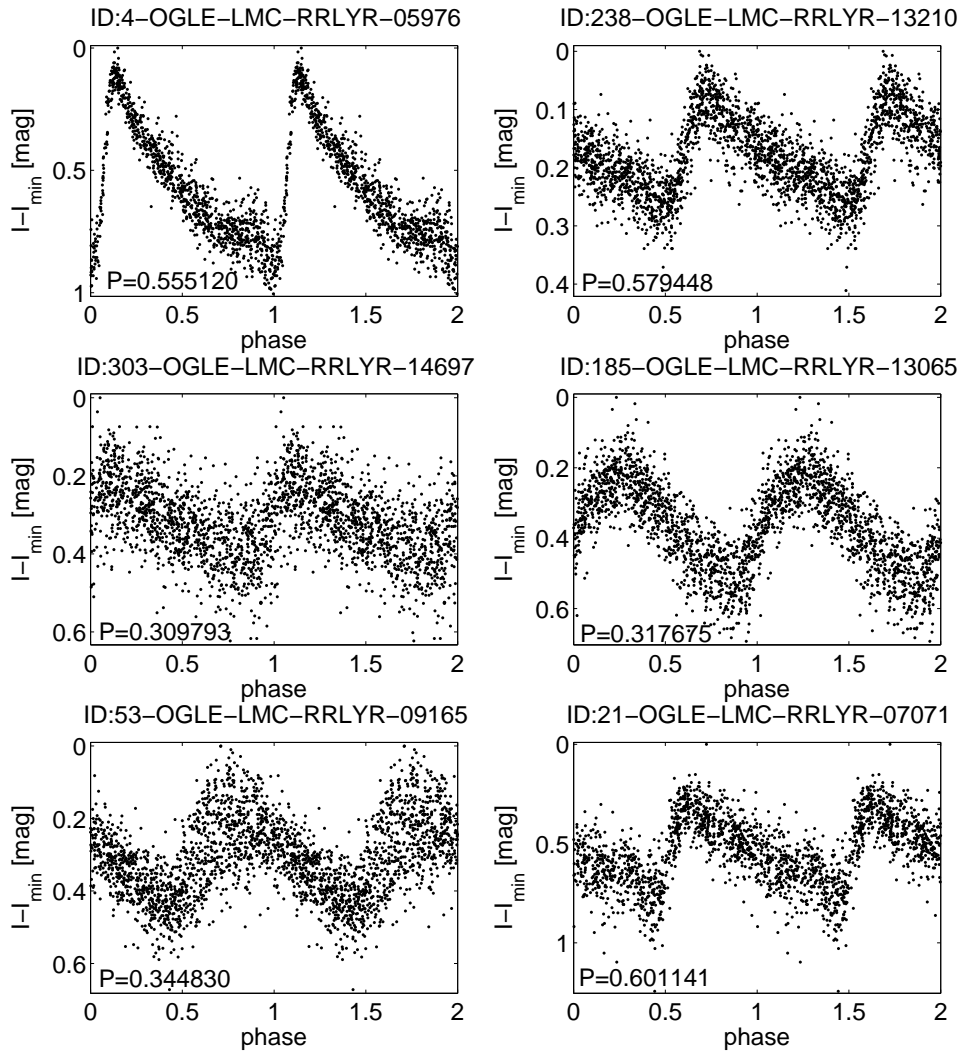 ID:4−OGLE−LMC−RRLYR−05976
0
0.5
1
I−I_min [mag]
P=0.555120
0 0.5 1 1.5 2
phase
ID:238−OGLE−LMC−RRLYR−13210
0
0.1
0.2
0.3
0.4
I−I_min [mag]
P=0.579448
0 0.5 1 1.5 2
phase
ID:303−OGLE−LMC−RRLYR−14697
0
0.2
0.4
0.6
I−I_min [mag]
P=0.309793
0 0.5 1 1.5 2
phase
ID:185−OGLE−LMC−RRLYR−13065
0
0.2
0.4
0.6
I−I_min [mag]
P=0.317675
0 0.5 1 1.5 2
phase
ID:53−OGLE−LMC−RRLYR−09165
0
0.2
0.4
0.6
I−I_min [mag]
P=0.344830
0 0.5 1 1.5 2
phase
ID:21−OGLE−LMC−RRLYR−07071
0
0.5
1
I−I_min [mag]
P=0.601141
0 0.5 1 1.5 2
phase